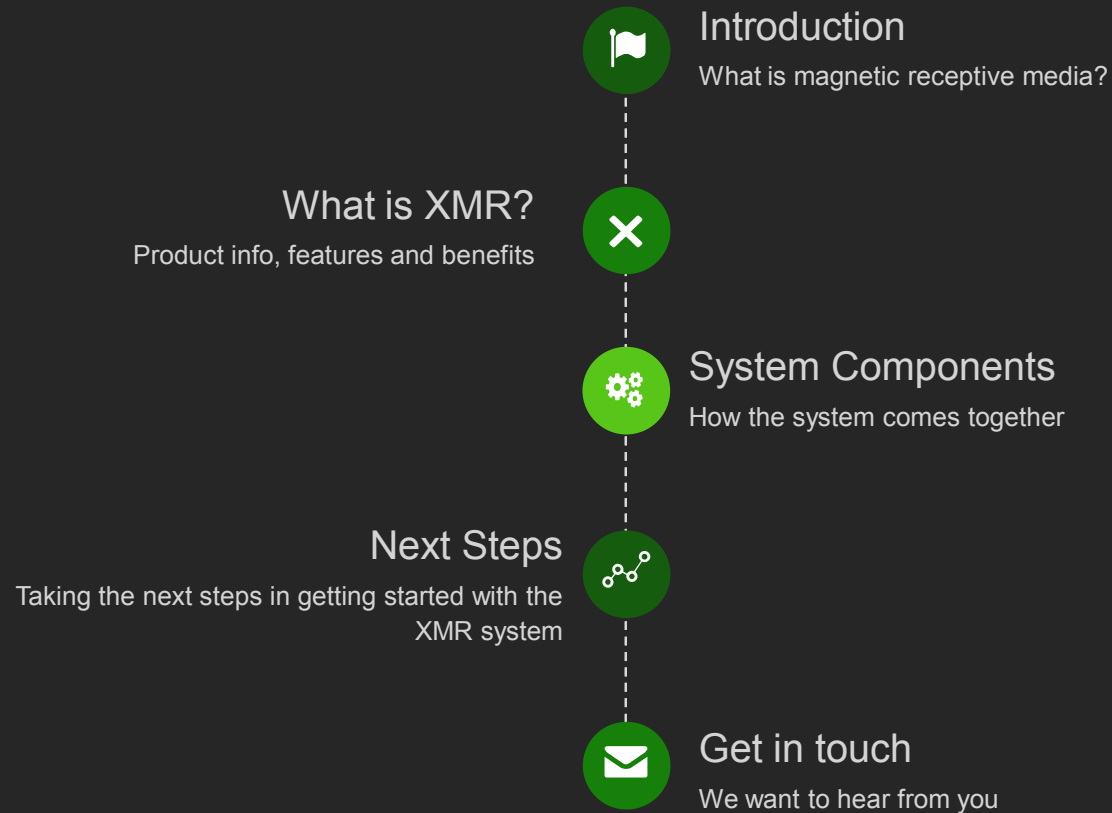 Introduction
What is magnetic receptive media?
What is XMR?
Product info, features and benefits
System Components
How the system comes together
Next Steps
Taking the next steps in getting started with the
XMR system
Get in touch
We want to hear from you